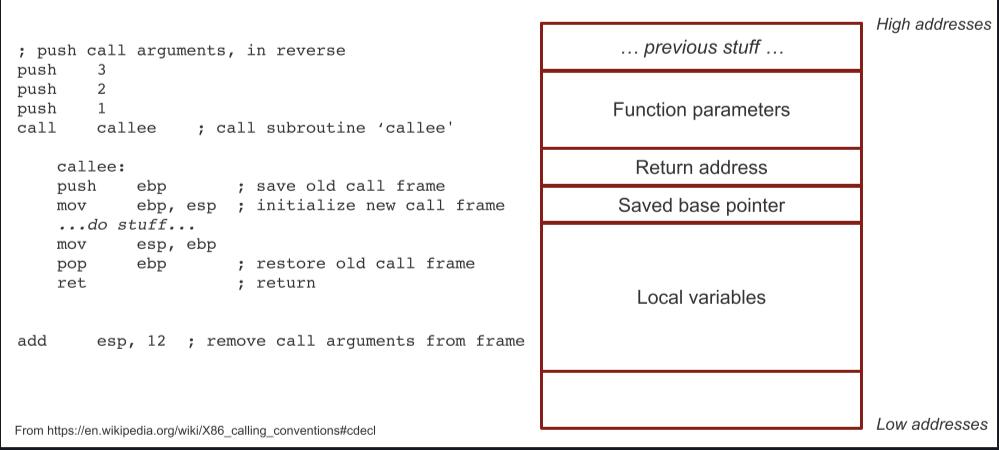 ; push call arguments, in reverse
push 3
push 2
push 1
call callee ; call subroutine ‘callee'
callee:
push ebp ; save old call frame
mov ebp, esp ; initialize new call frame
...do stuff...
mov esp, ebp
pop ebp ; restore old call frame
ret ; return
add esp, 12 ; remove call arguments from frame
From https://en.wikipedia.org/wiki/X86_calling_conventions#cdecl
High addresses
… previous stuff …
Function parameters
Return address
Saved base pointer
Local variables
Low addresses